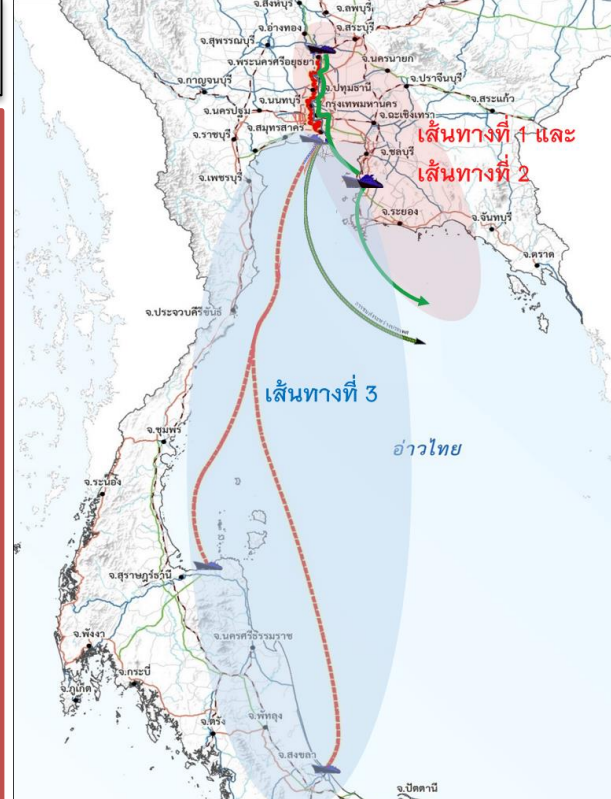 จ.สิงห์บุรี
จ.ลพบุรี
จ.อ่างทอง
จ.สระบุรี
จ.สุพรรณบุรี
จ.พระนครศรีอยุธยา
จ.นครนายก
จ.กาญจนบุรี
จ.ปทุมธานี
จ.ปราจีนบุรี
จ.สระแก้ว
จ.นครปฐม
จ.นนทบุรี
กรุงเทพมหานคร
จ.ฉะเชิงเทรา
จ.ราชบุรี
จ.สมุทรสาคร
เส้นทางที่ 1 และ
เส้นทางที่ 2
จ.ชลบุรี
จ.เพชรบุรี
จ.ระยอง
จ.จันทบุรี
จ.ตราด
จ.ประจวบคีรีขันธ์
เส้นทางที่ 3
จ.ชุมพร
อ่าวไทย
จ.ระนอง
จ.สุราษฎร์ธานี
จ.พังงา
จ.นครศรีธรรมราช
จ.กระบี่
จ.ภูเก็ต
จ.ตรัง
จ.พัทลุง
จ.สงขลา
จ.ปัตตานี